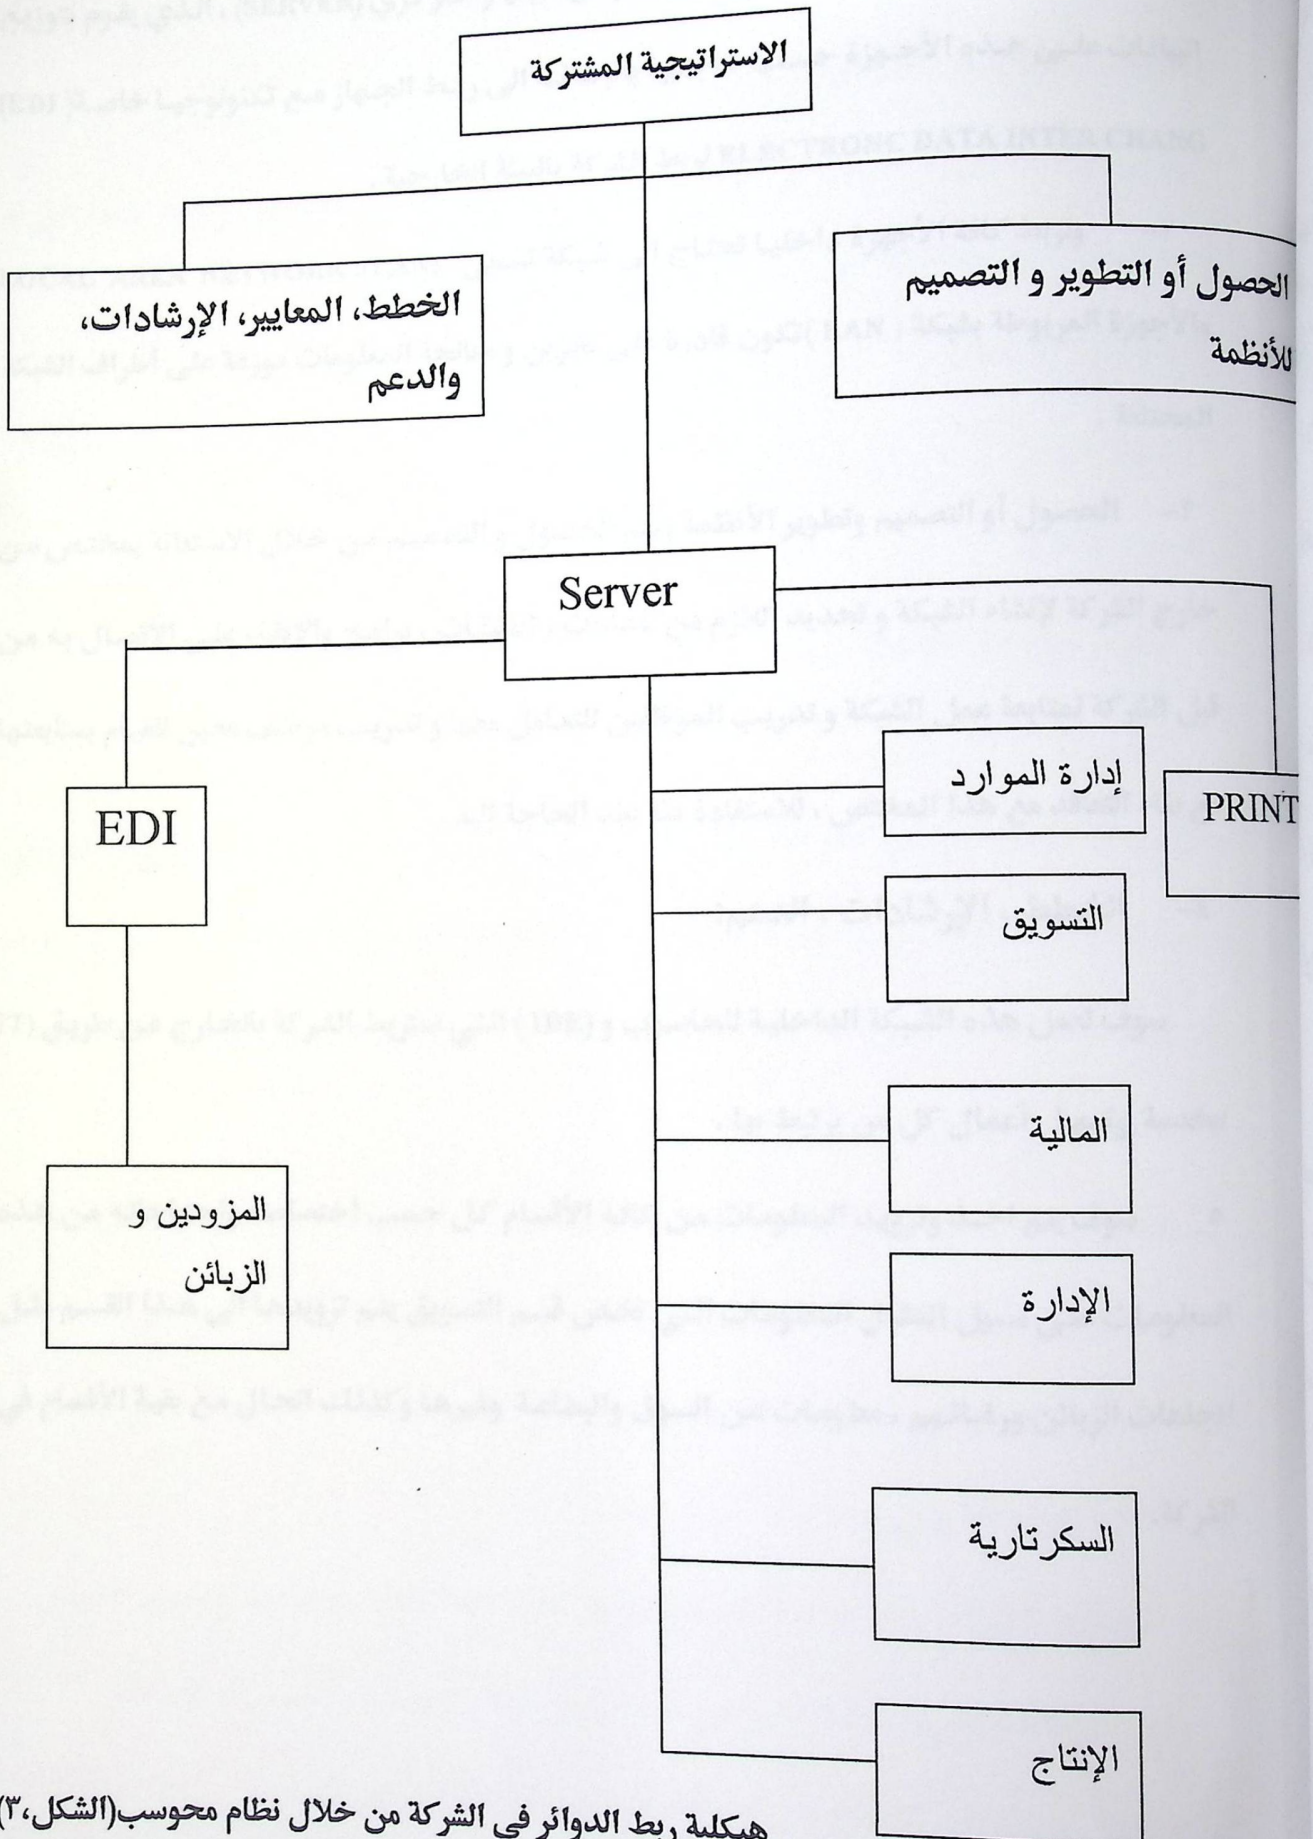 الاستراتيجية المشتركة
الحصول أو التطوير و التصميم
للأنظمة
الخطط، المعايير، الإرشادات،
والدعم
Server
إدارة الموارد
PRINT
EDI
التسويق
المالية
المزودين و
الزبائن
الإدارة
السكرتارية
الإنتاج
هيكلية ربط الدوائر في الشركة من خلال نظام محوسب(الشكل،٣)